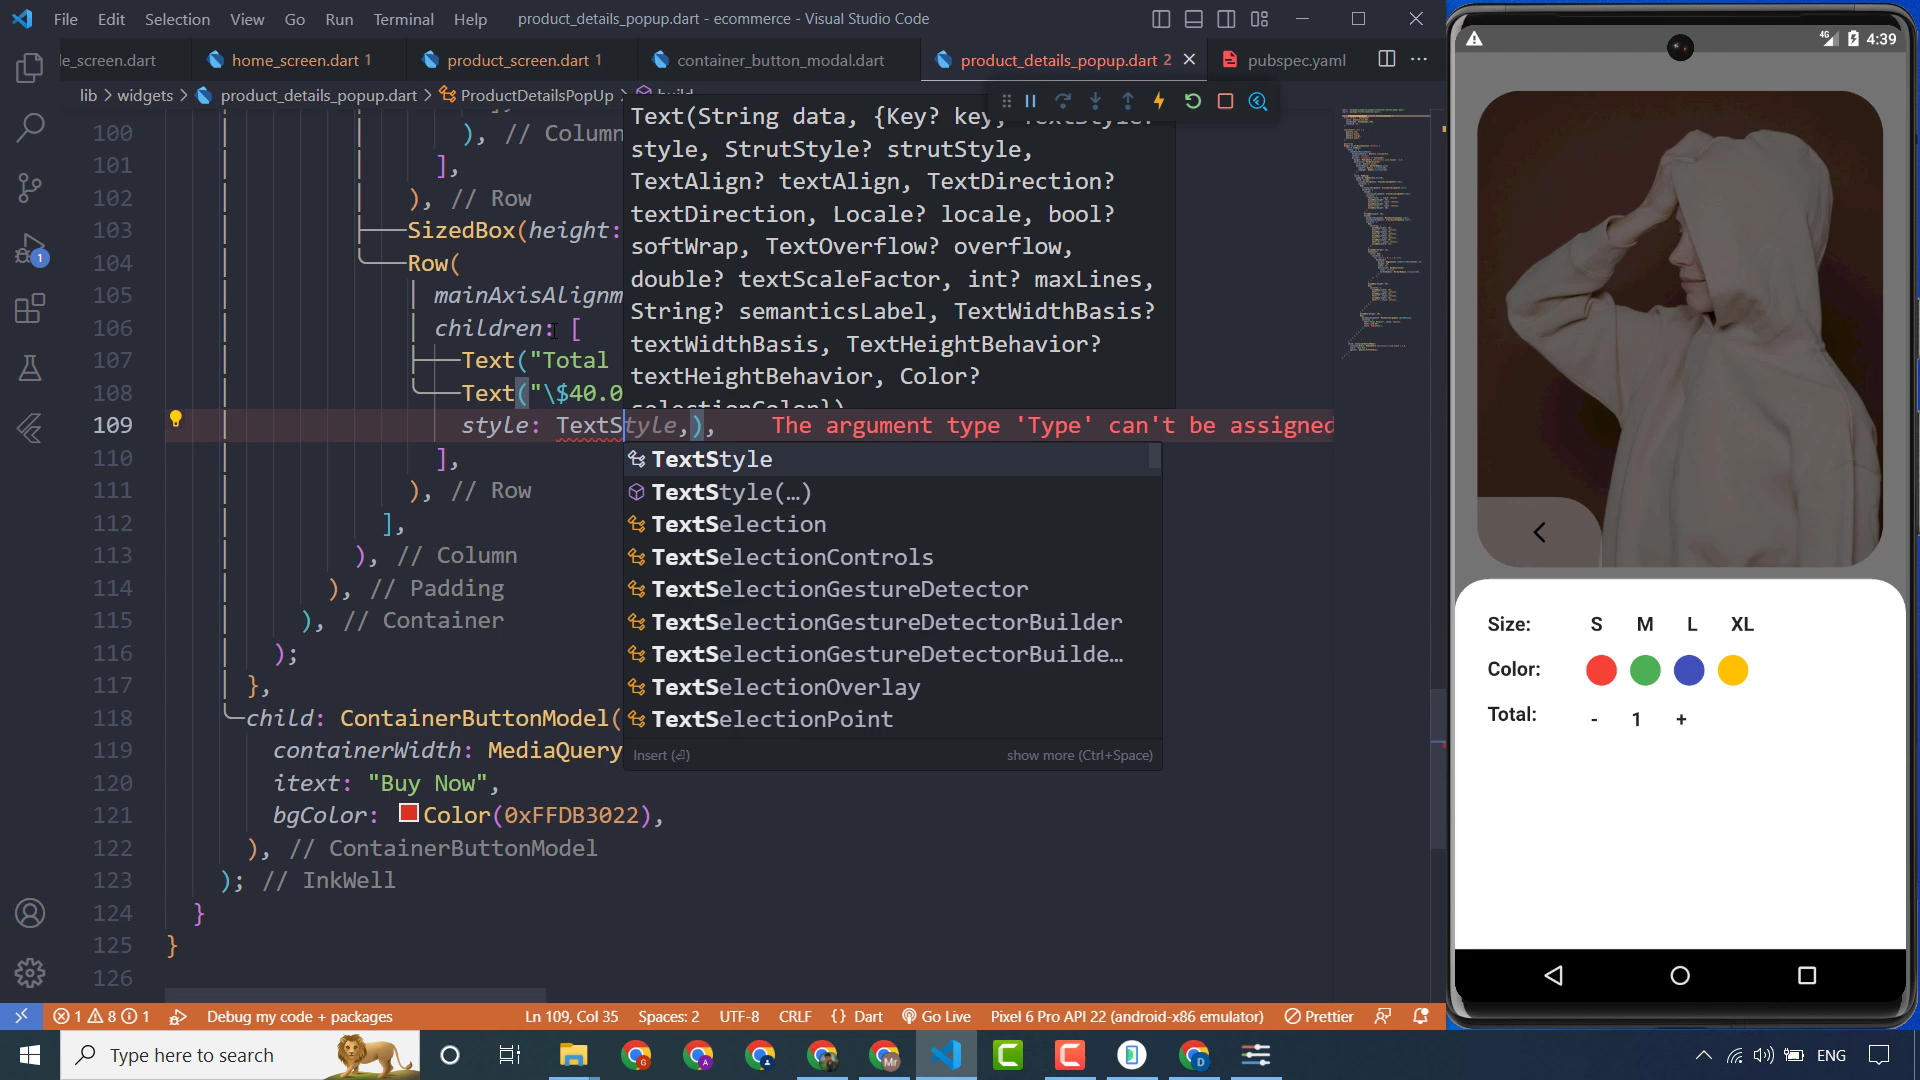 File Edit Selection View Go Run Terminal Help product_details_popup.dart - ecommerce - Visual Studio Code
le_screen.dart home_screen.dart 1 product_screen.dart 1 container_button_modal.dart product_details_popup.dart 2 pubspec.yaml
lib > widgets > product_details_popup.dart > ProductDetailsPopUp > build
Text(String data, {Key? key, TextStyle?
style, StrutStyle? strutStyle,
TextAlign? textAlign, TextDirection?
textDirection, Locale? locale, bool?
softWrap, TextOverflow? overflow,
double? textScaleFactor, int? maxLines,
String? semanticsLabel, TextWidthBasis?
textWidthBasis, TextHeightBehavior?
textHeightBehavior, Color?
selectionColor})
100 ), // Column
101 ],
102 ), // Row
103 SizedBox(height:
104 Row(
105 mainAxisAlignm
106 children: [
107 Text("Total
108 Text("\$40.0
109 style: TextStyle,), The argument type 'Type' can't be assigned
110 ],
111 ), // Row
112 ],
113 ), // Column
114 ), // Padding
115 ), // Container
116 );
117 },
118 child: ContainerButtonModel(
119 containerWidth: MediaQuery
120 itext: "Buy Now",
121 bgColor: Color(0xFFDB3022),
122 ), // ContainerButtonModel
123 ); // InkWell
124 }
125 }
126
TextStyle
TextStyle(…)
TextSelection
TextSelectionControls
TextSelectionGestureDetector
TextSelectionGestureDetectorBuilder
TextSelectionGestureDetectorBuilde…
TextSelectionOverlay
TextSelectionPoint
Insert (⏎) show more (Ctrl+Space)
1
4G 4:39
Size: S M L XL
Color:
Total: - 1 +
1 8 1 Debug my code + packages Ln 109, Col 35 Spaces: 2 UTF-8 CRLF {} Dart Go Live Pixel 6 Pro API 22 (android-x86 emulator) Prettier
Type here to search ENG